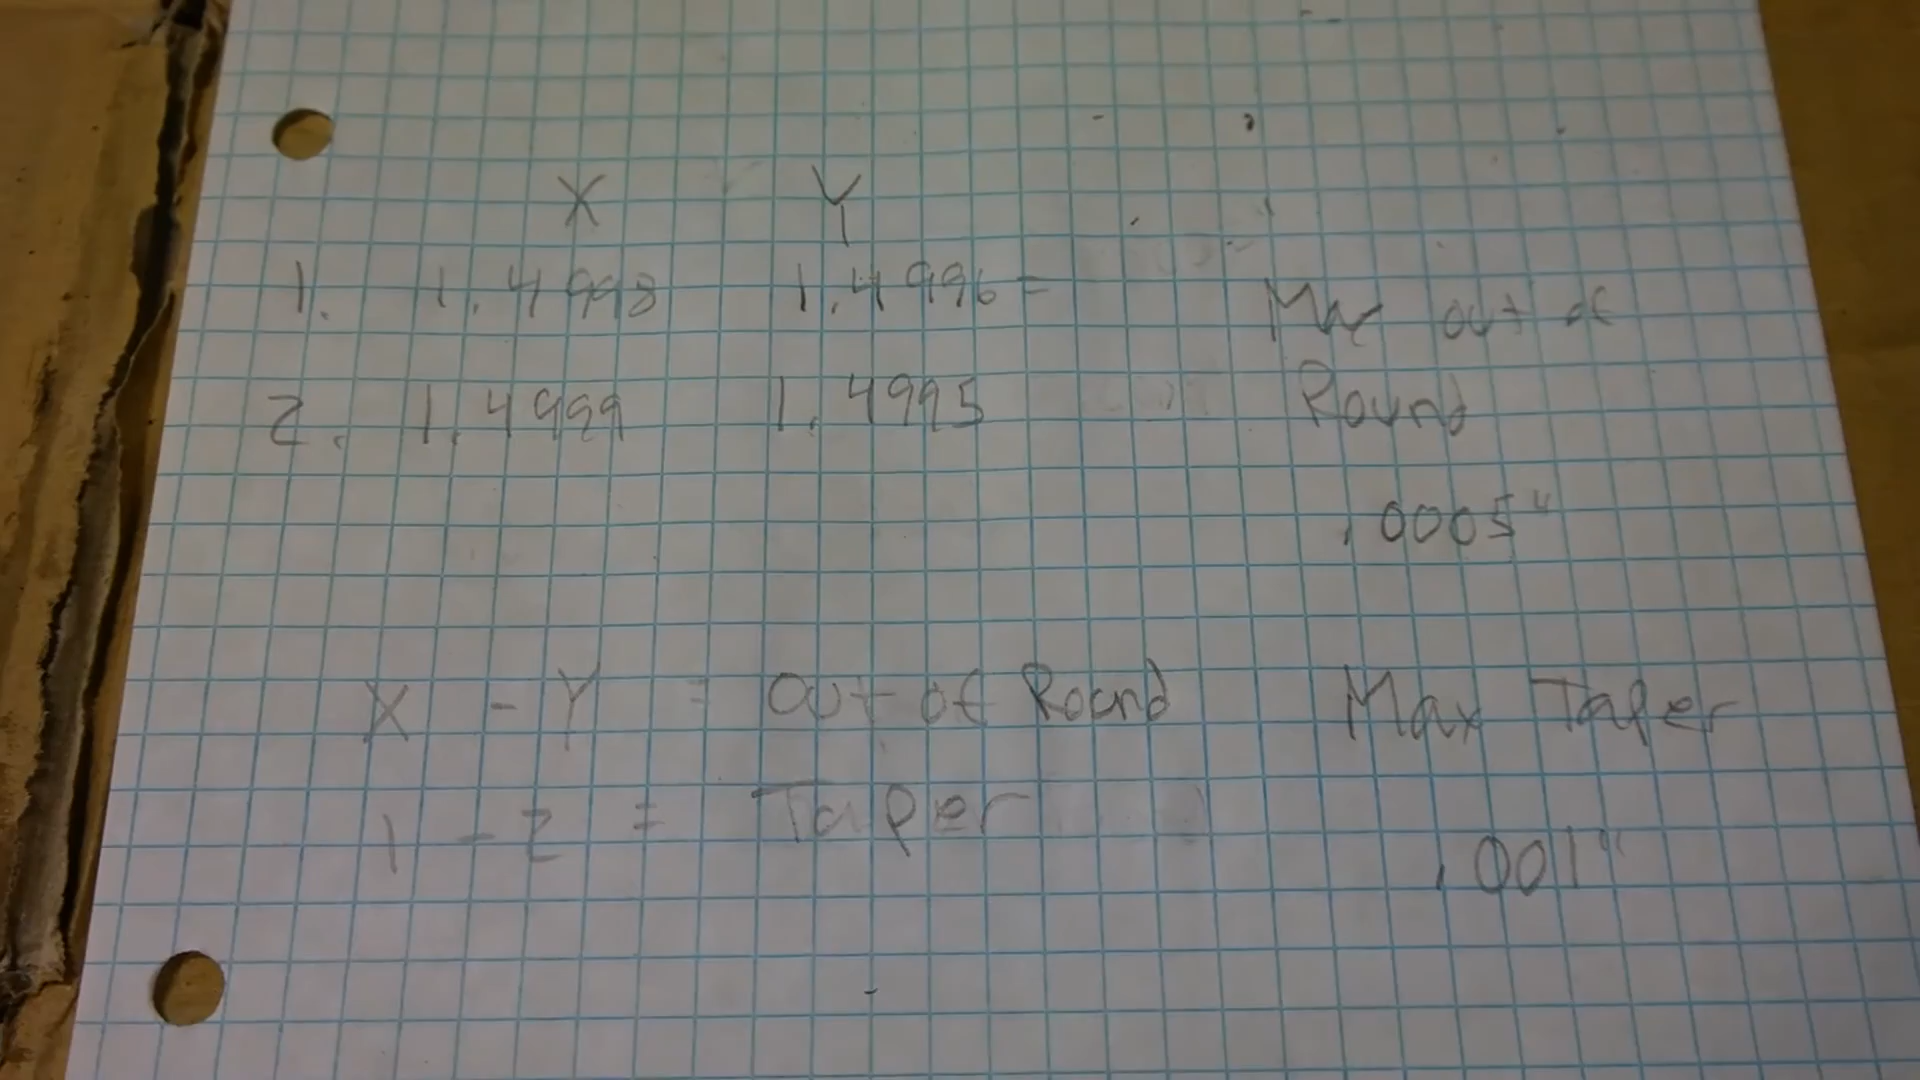 X Y
1. 1.4998 1.4996 = Max out of
2. 1.4999 1.4995 Round
.0005"
X - Y = Out of Round Max Taper
1 - 2 = Taper .001"